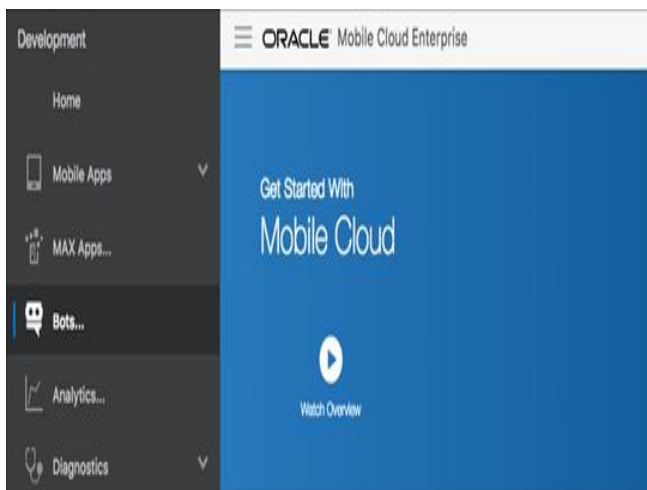 Development
Home
Mobile Apps
MAX Apps...
Bots...
Analytics...
Diagnostics
ORACLE® Mobile Cloud Enterprise
Get Started With
Mobile Cloud
Watch Overview